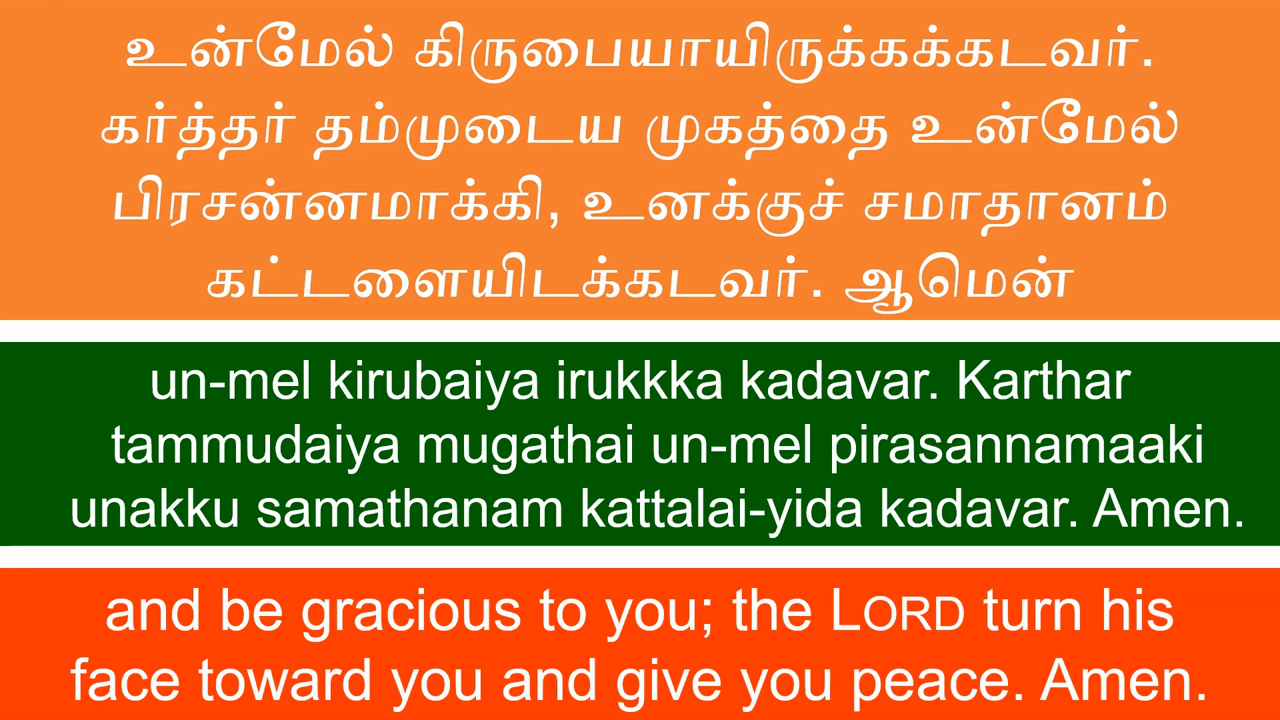 உன்மேல் கிருபையாயிருக்கக்கடவர்.
கர்த்தர் தம்முடைய முகத்தை உன்மேல்
பிரசன்னமாக்கி, உனக்குச் சமாதானம்
கட்டளையிடக்கடவர். ஆமென்
un-mel kirubaiya irukkka kadavar. Karthar
tammudaiya mugathai un-mel pirasannamaaki
unakku samathanam kattalai-yida kadavar. Amen.
and be gracious to you; the LORD turn his
face toward you and give you peace. Amen.